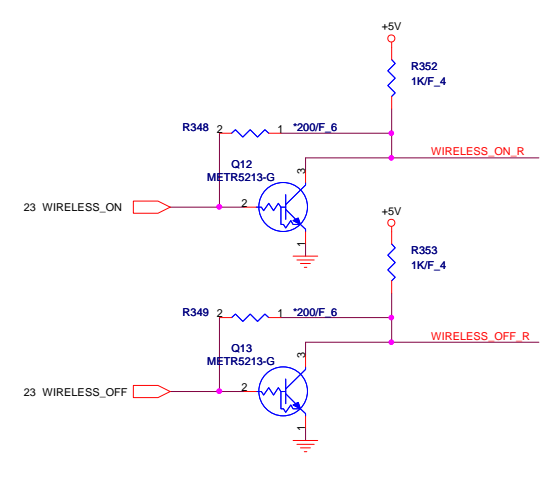 +5V
R352
1K/F_4
R348 2 1 *200/F_6
WIRELESS_ON_R
Q12
METR5213-G
3
23 WIRELESS_ON
2
1
+5V
R353
1K/F_4
R349 2 1 *200/F_6
WIRELESS_OFF_R
Q13
METR5213-G
3
23 WIRELESS_OFF
2
1